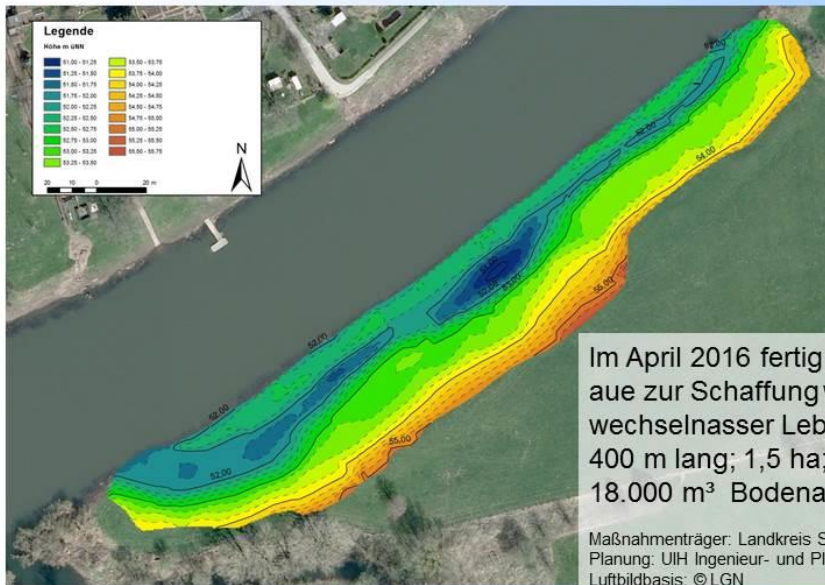 Legende
Höhe m üNN
51,00 - 51,25
51,25 - 51,50
51,50 - 51,75
51,75 - 52,00
52,00 - 52,25
52,25 - 52,50
52,50 - 52,75
52,75 - 53,00
53,00 - 53,25
53,25 - 53,50
53,50 - 53,75
53,75 - 54,00
54,00 - 54,25
54,25 - 54,50
54,50 - 54,75
54,75 - 55,00
55,00 - 55,25
55,25 - 55,50
55,50 - 55,75
N
20 10 0 20 m
52,00
54,00
52,00
53,00
52,00
52,00
55,00
52,00
Im April 2016 fertig
aue zur Schaffung
wechselnasser Leb
400 m lang; 1,5 ha;
18.000 m³ Bodena
Maßnahmenträger: Landkreis S
Planung: UIH Ingenieur- und Pl
Luftbildbasis: © LGN